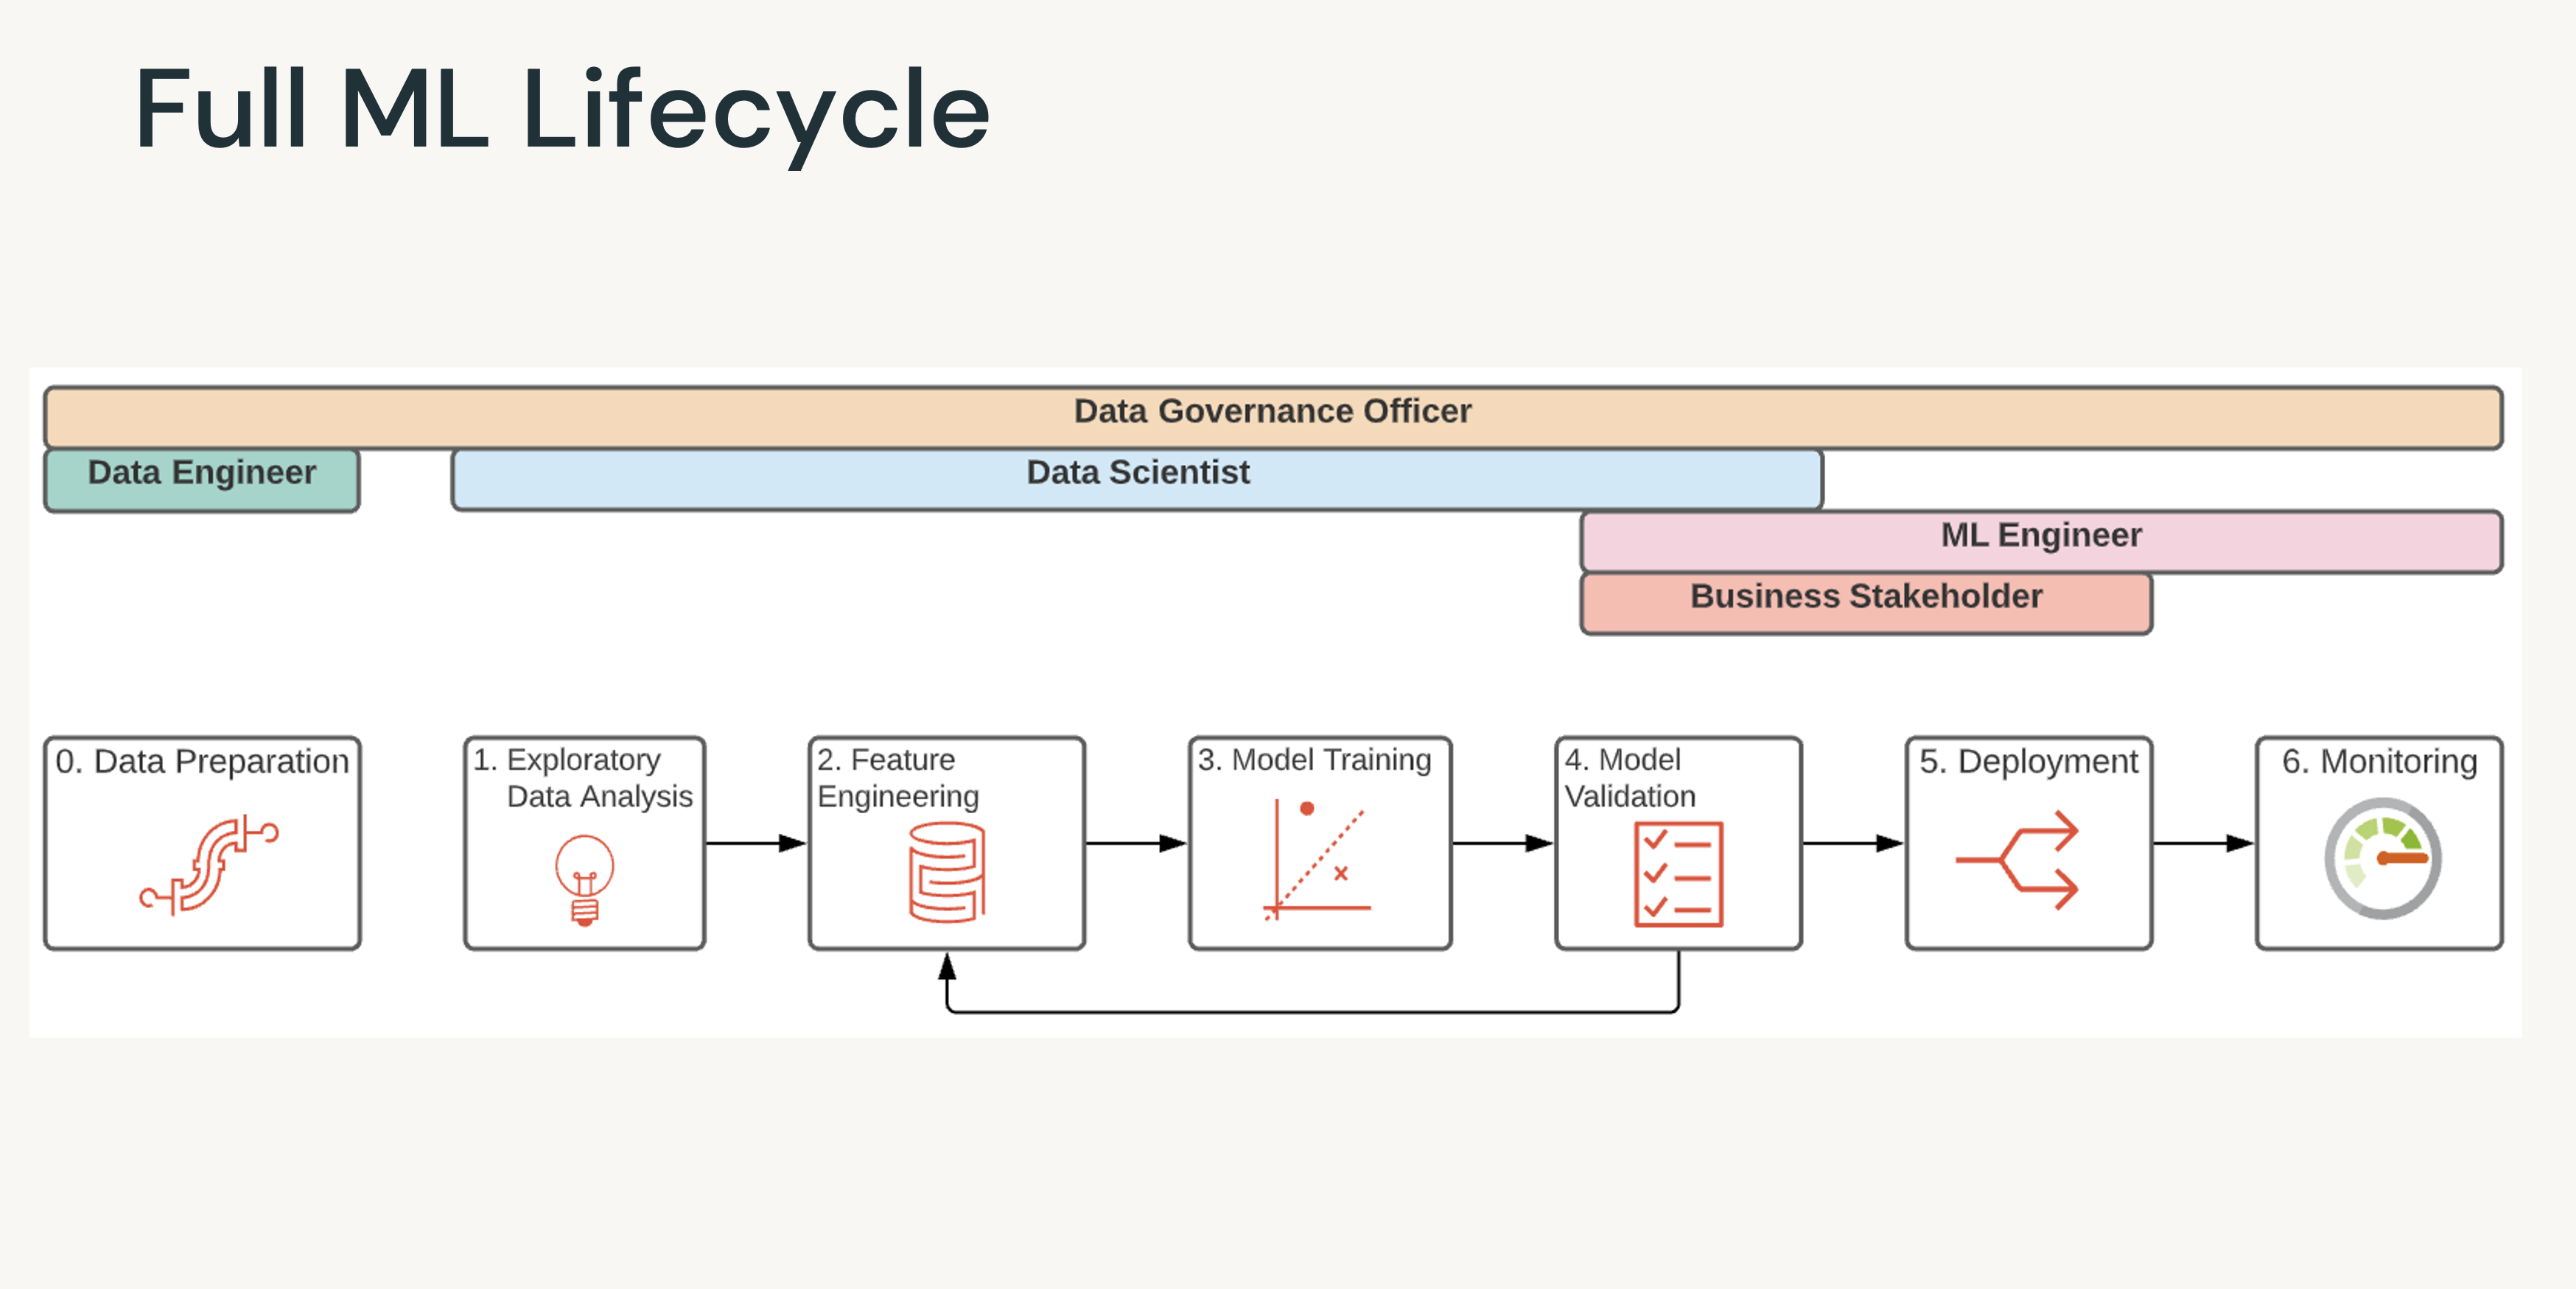 Full ML Lifecycle
Data Governance Officer
Data Engineer
Data Scientist
ML Engineer
Business Stakeholder
0. Data Preparation
1. Exploratory
Data Analysis
2. Feature
Engineering
3. Model Training
4. Model
Validation
5. Deployment
6. Monitoring